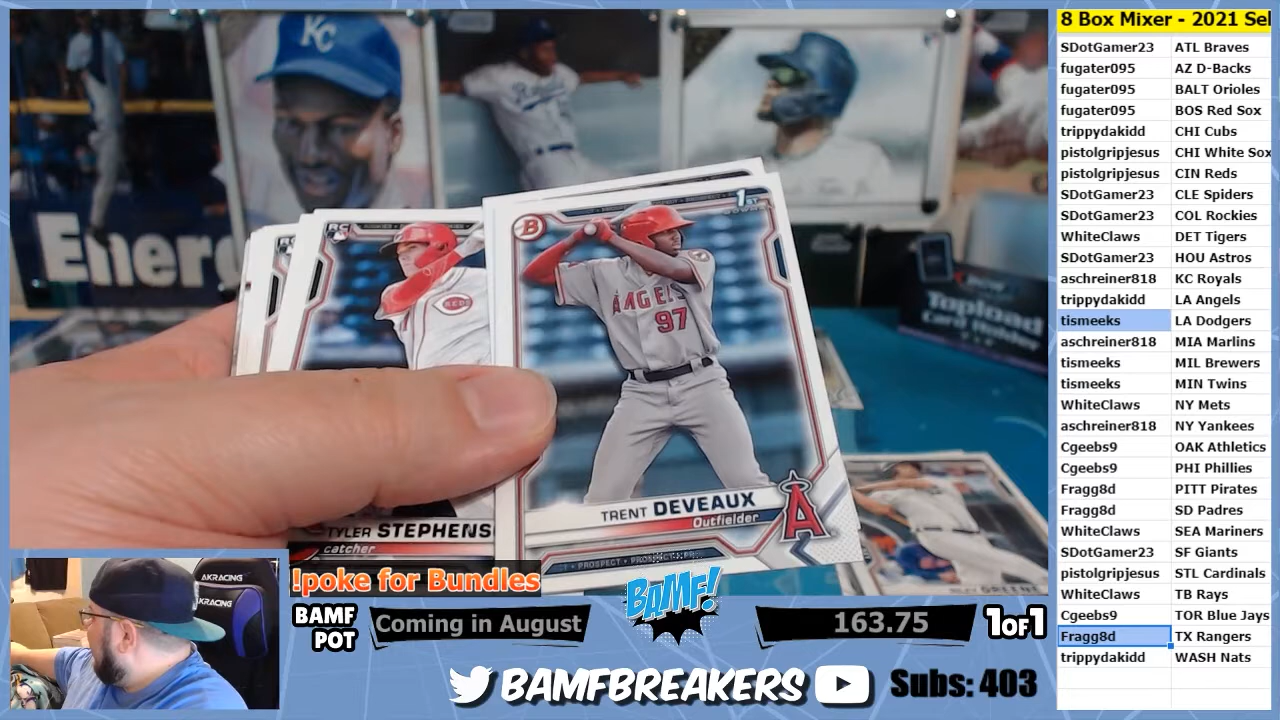 8 Box Mixer - 2021 Sel
SDotGamer23 ATL Braves
fugater095 AZ D-Backs
fugater095 BALT Orioles
fugater095 BOS Red Sox
trippydakidd CHI Cubs
pistolgripjesus CHI White Sox
pistolgripjesus CIN Reds
SDotGamer23 CLE Spiders
SDotGamer23 COL Rockies
WhiteClaws DET Tigers
SDotGamer23 HOU Astros
aschreiner818 KC Royals
trippydakidd LA Angels
tismeeks LA Dodgers
aschreiner818 MIA Marlins
tismeeks MIL Brewers
tismeeks MIN Twins
WhiteClaws NY Mets
aschreiner818 NY Yankees
Cgeebs9 OAK Athletics
Cgeebs9 PHI Phillies
Fragg8d PITT Pirates
Fragg8d SD Padres
WhiteClaws SEA Mariners
SDotGamer23 SF Giants
pistolgripjesus STL Cardinals
WhiteClaws TB Rays
Cgeebs9 TOR Blue Jays
Fragg8d TX Rangers
trippydakidd WASH Nats
KC
Ener
Topload
Card Holder
RC
REDS
TYLER STEPHENS
catcher
B
1ST
ANGELS
97
TRENT DEVEAUX
Outfielder
A
PROSPECT
AKRACING
AKRACING
!poke for Bundles
BAMF POT
Coming in August
BAMF!
163.75
1OF1
BAMFBREAKERS
Subs: 403